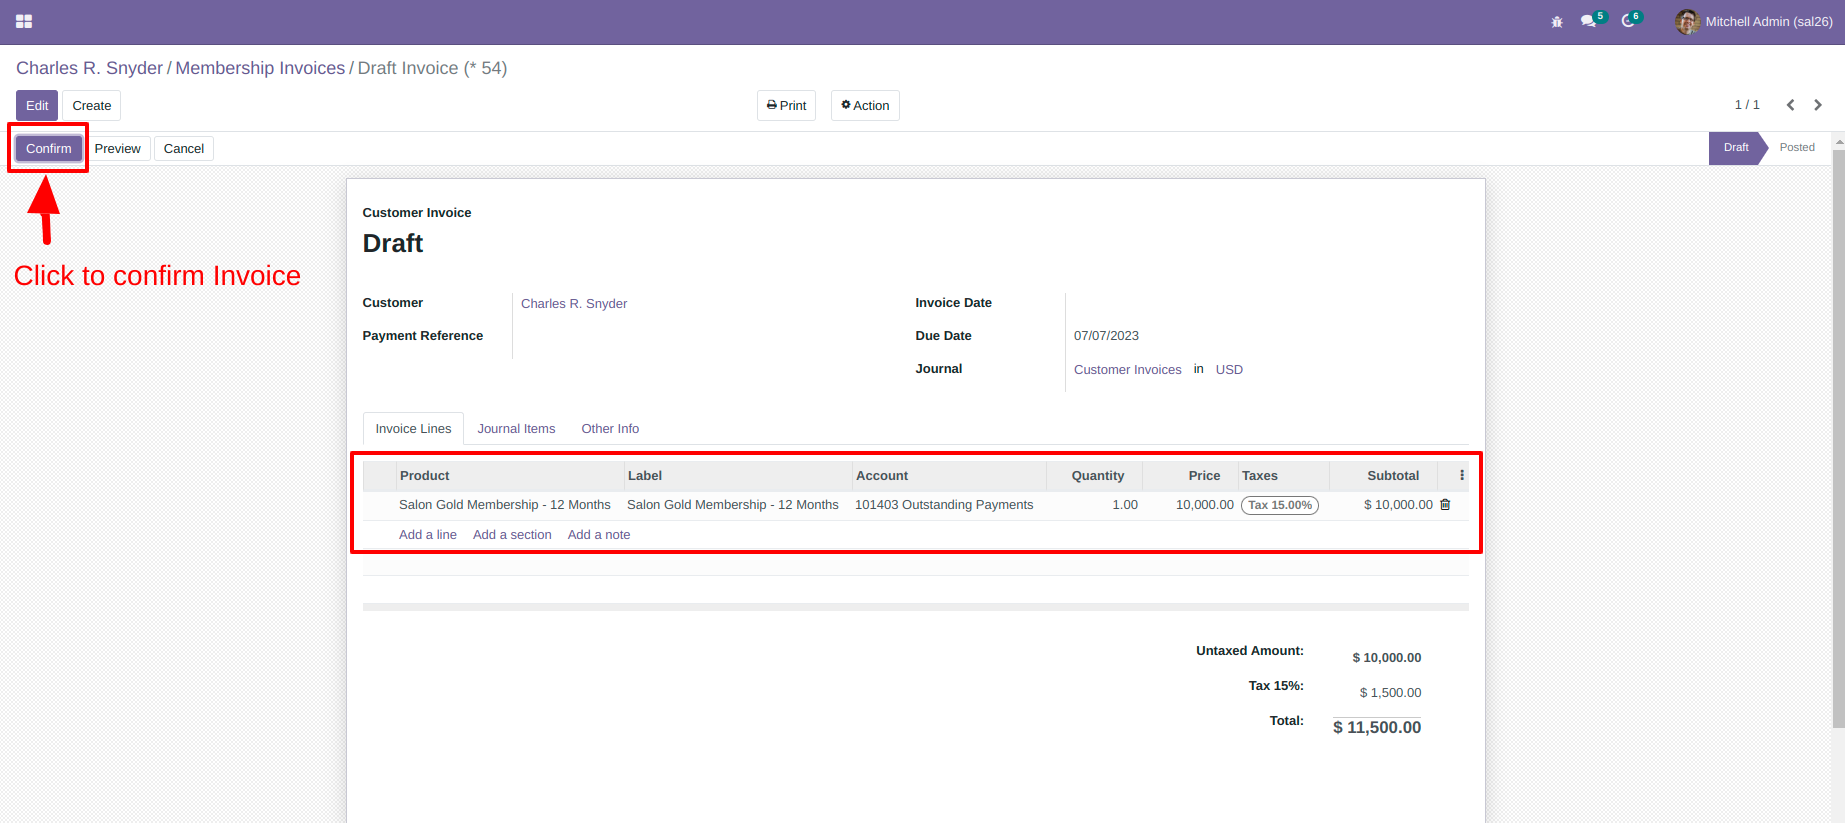 5 6 Mitchell Admin (sal26)
Charles R. Snyder / Membership Invoices / Draft Invoice (* 54)
Edit Create Print Action 1 / 1
Confirm Preview Cancel Draft Posted
Customer Invoice
Draft
Click to confirm Invoice
Customer Charles R. Snyder Invoice Date
Payment Reference Due Date 07/07/2023
Journal Customer Invoices in USD
Invoice Lines Journal Items Other Info
Product Label Account Quantity Price Taxes Subtotal
Salon Gold Membership - 12 Months Salon Gold Membership - 12 Months 101403 Outstanding Payments 1.00 10,000.00 Tax 15.00% $ 10,000.00
Add a line Add a section Add a note
Untaxed Amount: $ 10,000.00
Tax 15%: $ 1,500.00
Total: $ 11,500.00